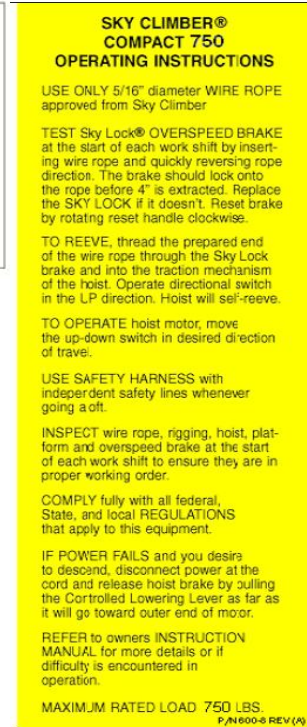 SKY CLIMBER®
COMPACT 750
OPERATING INSTRUCTIONS
USE ONLY 5/16" diameter WIRE ROPE
approved from Sky Climber
TEST Sky Lock® OVERSPEED BRAKE
at the start of each work shift by insert-
ing wire rope and quickly reversing rope
direction. The brake should lock onto
the rope before 4" is extracted. Replace
the SKY LOCK if it doesn't. Reset brake
by rotating reset handle clockwise.
TO REEVE, thread the prepared end
of the wire rope through the Sky Lock
brake and into the traction mechanism
of the hoist. Operate directional switch
in the UP direction. Hoist will self-reeve.
TO OPERATE hoist motor, move
the up-down switch in desired direction
of travel.
USE SAFETY HARNESS with
independent safety lines whenever
going aloft.
INSPECT wire rope, rigging, hoist, plat-
form and overspeed brake at the start
of each work shift to ensure they are in
proper working order.
COMPLY fully with all federal,
State, and local REGULATIONS
that apply to this equipment.
IF POWER FAILS and you desire
to descend, disconnect power at the
cord and release hoist brake by pulling
the Controlled Lowering Lever as far as
it will go toward outer end of motor.
REFER to owners INSTRUCTION
MANUAL for more details or if
difficulty is encountered in
operation.
MAXIMUM RATED LOAD 750 LBS.
P/N600-6 REV(A)